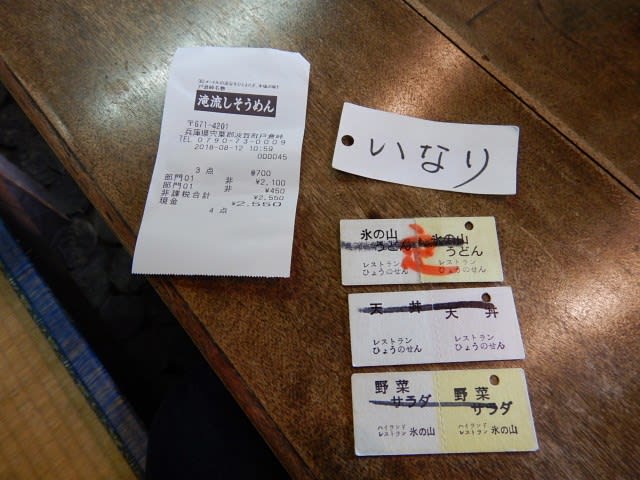 戸倉峠名物
滝流しそうめん
〒671-4201
兵庫県宍粟郡波賀町戸倉峠
TEL 0790-73-0009
2018-08-12 10:59
000045
3点 @700
部門01 非 ¥2,100
部門01 非 ¥450
非課税合計 ¥2,550
現金 ¥2,550
4点
いなり
氷の山
うどん
レストラン
ひょうのせん
氷の山
うどん
レストラン
ひょうのせん
定
天丼
レストラン
ひょうのせん
天丼
レストラン
ひょうのせん
野菜
サラダ
ハイランド
レストラン 氷の山
野菜
サラダ
ハイランド
レストラン 氷の山